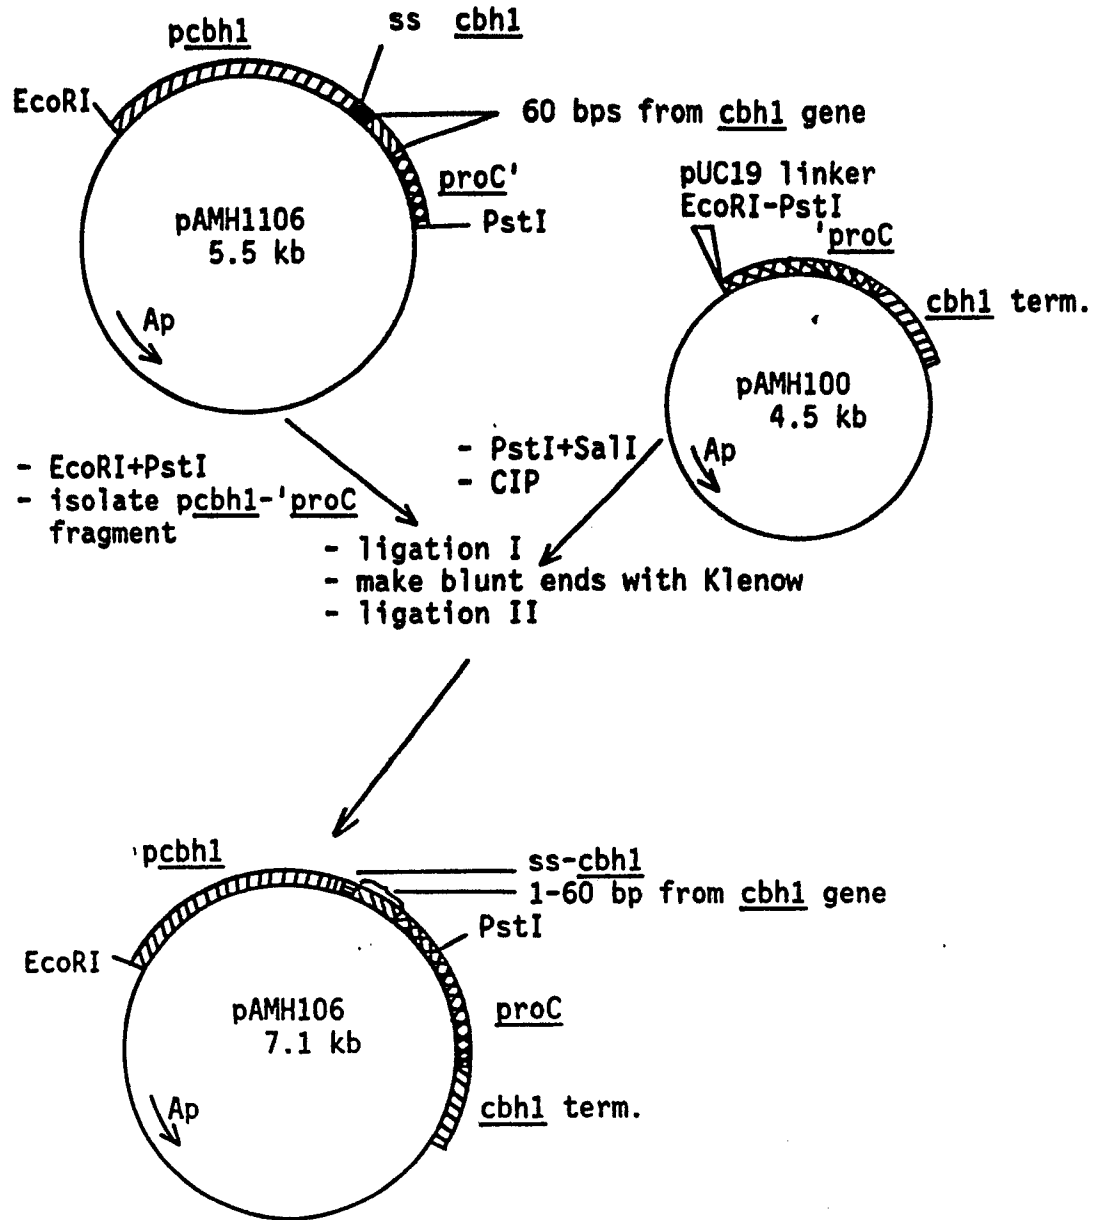 pcbh1
ss cbh1
EcoRI
60 bps from cbh1 gene
proC'
PstI
pAMH1106
5.5 kb
Ap
pUC19 linker
EcoRI-PstI
'proC
cbh1 term.
pAMH100
4.5 kb
Ap
- EcoRI+PstI
- isolate pcbh1-'proC
fragment
- PstI+SalI
- CIP
- ligation I
- make blunt ends with Klenow
- ligation II
pcbh1
ss-cbh1
1-60 bp from cbh1 gene
PstI
EcoRI
pAMH106
7.1 kb
proC
Ap
cbh1 term.